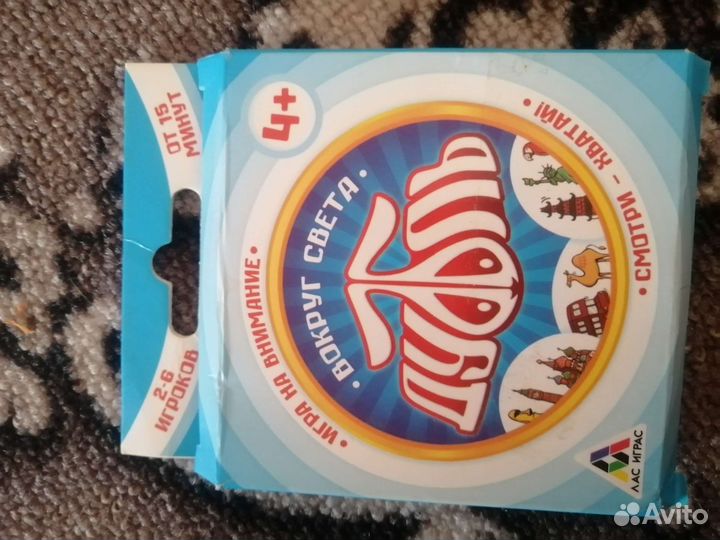 2-6
ИГРОКОВ
ОТ 15
МИНУТ
4+
• ИГРА НА ВНИМАНИЕ •
• ВОКРУГ СВЕТА •
ДУББЛЬ
• СМОТРИ - ХВАТАЙ! •
ЛАС ИГРАС
Avito